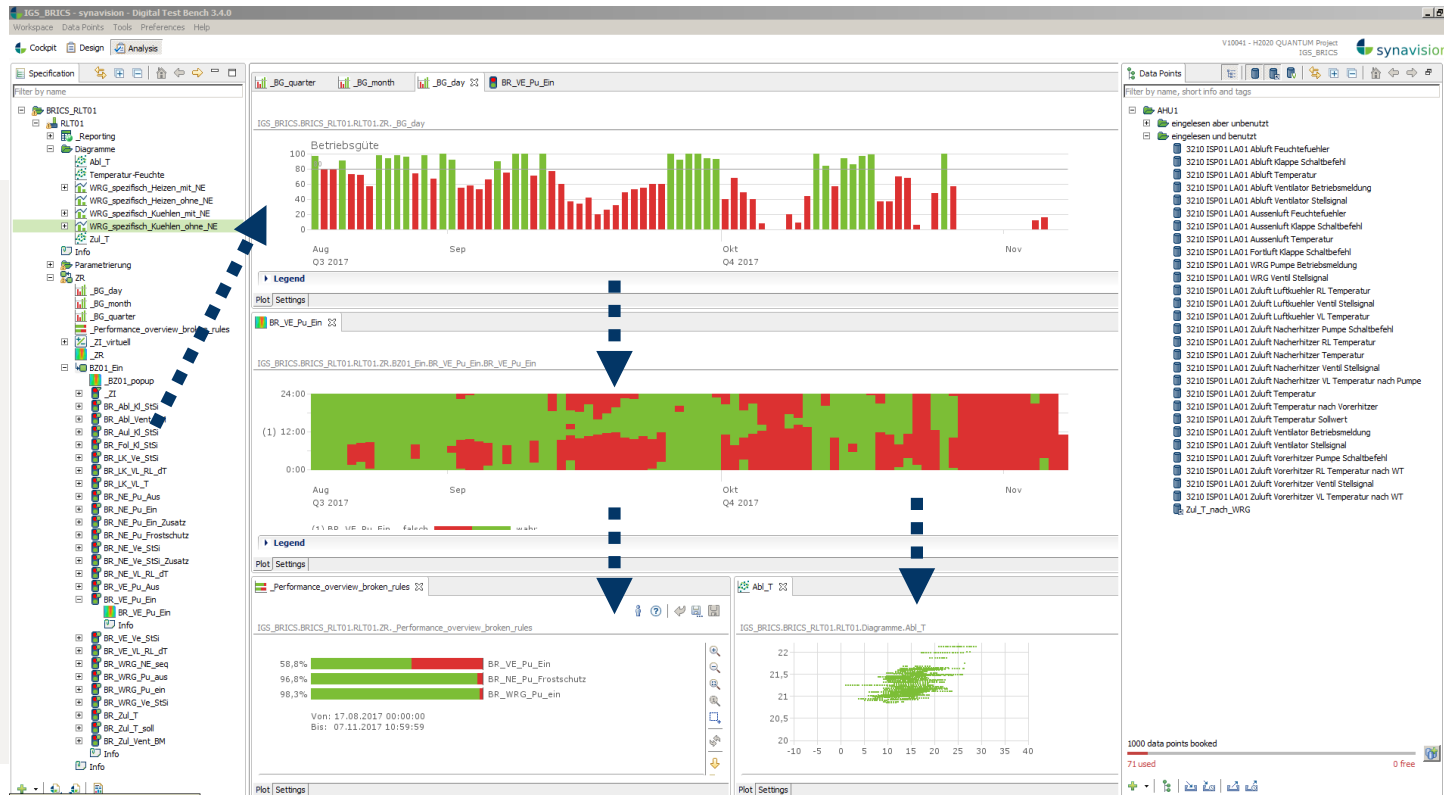 IGS_BRICS - synavision - Digital Test Bench 3.4.0
Workspace Data Points Tools Preferences Help
Cockpit Design Analysis
V10041 - H2020 QUANTUM Project
IGS_BRICS
synavision
Specification
Filter by name
BRICS_RLT01
RLT01
_Reporting
Diagramme
Abl_T
Temperatur-Feuchte
WRG_spezifisch_Heizen_mit_NE
WRG_spezifisch_Heizen_ohne_NE
WRG_spezifisch_Kuehlen_mit_NE
WRG_spezifisch_Kuehlen_ohne_NE
Zul_T
Info
Parametrierung
ZR
_BG_day
_BG_month
_BG_quarter
_Performance_overview_broken_rules
_ZI_virtuell
_ZR
BZ01_Ein
_BZ01_popup
_ZI
BR_Abl_Kl_StSi
BR_Abl_Vent
BR_Aul_Kl_StSi
BR_Fol_Kl_StSi
BR_LK_Ve_StSi
BR_LK_VL_RL_dT
BR_LK_VL_T
BR_NE_Pu_Aus
BR_NE_Pu_Ein
BR_NE_Pu_Ein_Zusatz
BR_NE_Pu_Frostschutz
BR_NE_Ve_StSi
BR_NE_Ve_StSi_Zusatz
BR_NE_VL_RL_dT
BR_VE_Pu_Aus
BR_VE_Pu_Ein
BR_VE_Pu_Ein
Info
BR_VE_Ve_StSi
BR_VE_VL_RL_dT
BR_WRG_NE_seq
BR_WRG_Pu_aus
BR_WRG_Pu_ein
BR_WRG_Ve_StSi
BR_Zul_T
BR_Zul_T_soll
BR_Zul_Vent_BM
Info
Info
_BG_quarter _BG_month _BG_day BR_VE_Pu_Ein
IGS_BRICS.BRICS_RLT01.RLT01.ZR._BG_day
Betriebsgüte
100
80
60
40
20
0
Aug Sep Okt Nov
Q3 2017 Q4 2017
Legend
Plot Settings
BR_VE_Pu_Ein
IGS_BRICS.BRICS_RLT01.RLT01.ZR.BZ01_Ein.BR_VE_Pu_Ein.BR_VE_Pu_Ein
24:00
(1) 12:00
0:00
Aug Sep Okt Nov
Q3 2017 Q4 2017
(1) BR_VE_Pu_Ein falsch wahr
Legend
Plot Settings
_Performance_overview_broken_rules
IGS_BRICS.BRICS_RLT01.RLT01.ZR._Performance_overview_broken_rules
58,8% BR_VE_Pu_Ein
96,8% BR_NE_Pu_Frostschutz
98,3% BR_WRG_Pu_ein
Von: 17.08.2017 00:00:00
Bis: 07.11.2017 10:59:59
Plot Settings
Abl_T
IGS_BRICS.BRICS_RLT01.RLT01.Diagramme.Abl_T
22
21,5
21
20,5
20
-10 -5 0 5 10 15 20 25 30 35 40
Plot Settings
Data Points
Filter by name, short info and tags
AHU1
eingelesen aber unbenutzt
eingelesen und benutzt
3210 ISP01 LA01 Abluft Feuchtefuehler
3210 ISP01 LA01 Abluft Klappe Schaltbefehl
3210 ISP01 LA01 Abluft Temperatur
3210 ISP01 LA01 Abluft Ventilator Betriebsmeldung
3210 ISP01 LA01 Abluft Ventilator Stellsignal
3210 ISP01 LA01 Aussenluft Feuchtefuehler
3210 ISP01 LA01 Aussenluft Klappe Schaltbefehl
3210 ISP01 LA01 Aussenluft Temperatur
3210 ISP01 LA01 Fortluft Klappe Schaltbefehl
3210 ISP01 LA01 WRG Pumpe Betriebsmeldung
3210 ISP01 LA01 WRG Ventil Stellsignal
3210 ISP01 LA01 Zuluft Luftkuehler RL Temperatur
3210 ISP01 LA01 Zuluft Luftkuehler Ventil Stellsignal
3210 ISP01 LA01 Zuluft Luftkuehler VL Temperatur
3210 ISP01 LA01 Zuluft Nacherhitzer Pumpe Schaltbefehl
3210 ISP01 LA01 Zuluft Nacherhitzer RL Temperatur
3210 ISP01 LA01 Zuluft Nacherhitzer Temperatur
3210 ISP01 LA01 Zuluft Nacherhitzer Ventil Stellsignal
3210 ISP01 LA01 Zuluft Nacherhitzer VL Temperatur nach Pumpe
3210 ISP01 LA01 Zuluft Temperatur
3210 ISP01 LA01 Zuluft Temperatur nach Vorerhitzer
3210 ISP01 LA01 Zuluft Temperatur Sollwert
3210 ISP01 LA01 Zuluft Ventilator Betriebsmeldung
3210 ISP01 LA01 Zuluft Ventilator Stellsignal
3210 ISP01 LA01 Zuluft Vorerhitzer Pumpe Schaltbefehl
3210 ISP01 LA01 Zuluft Vorerhitzer RL Temperatur nach WT
3210 ISP01 LA01 Zuluft Vorerhitzer Ventil Stellsignal
3210 ISP01 LA01 Zuluft Vorerhitzer VL Temperatur nach WT
Zul_T_nach_WRG
1000 data points booked
71 used 0 free